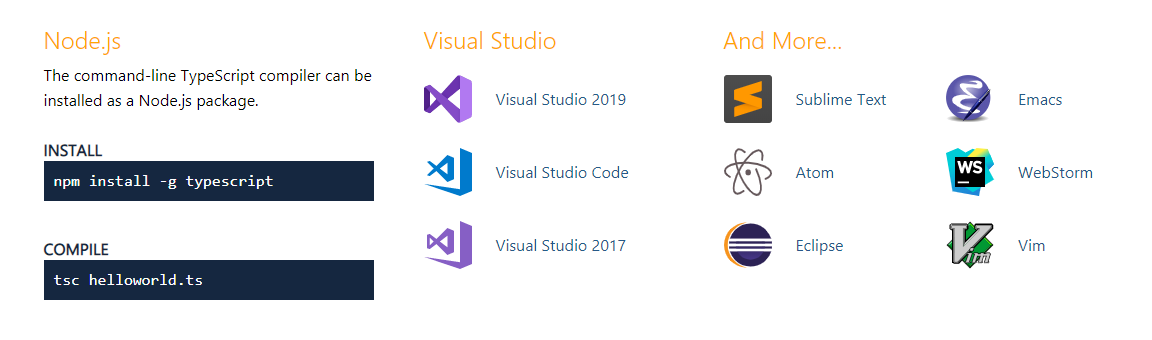 Node.js
The command-line TypeScript compiler can be
installed as a Node.js package.
INSTALL
npm install -g typescript
COMPILE
tsc helloworld.ts
Visual Studio
Visual Studio 2019
Visual Studio Code
Visual Studio 2017
And More...
Sublime Text
Emacs
Atom
WS
WebStorm
Eclipse
Vim
Vim